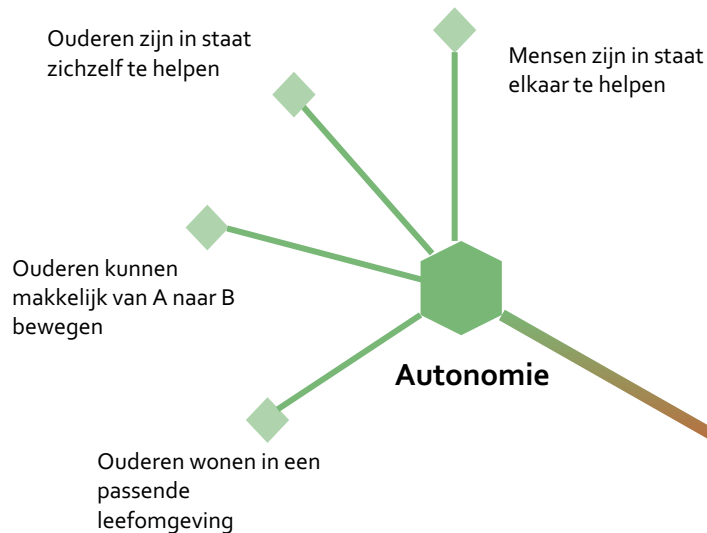 Ouderen zijn in staat
zichzelf te helpen
Mensen zijn in staat
elkaar te helpen
Ouderen kunnen
makkelijk van A naar B
bewegen
Autonomie
Ouderen wonen in een
passende
leefomgeving